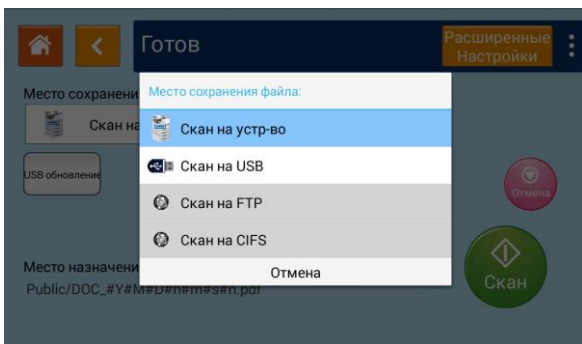 Готов
Расширенные
Настройки
Место сохранени
Место сохранения файла:
Скан на
Скан на устр-во
Скан на USB
USB обновление
Отмена
Скан на FTP
Скан на CIFS
Место назначени
Отмена
Скан
Public/DOC_#Y#M#D#h#m#s#n.pdf